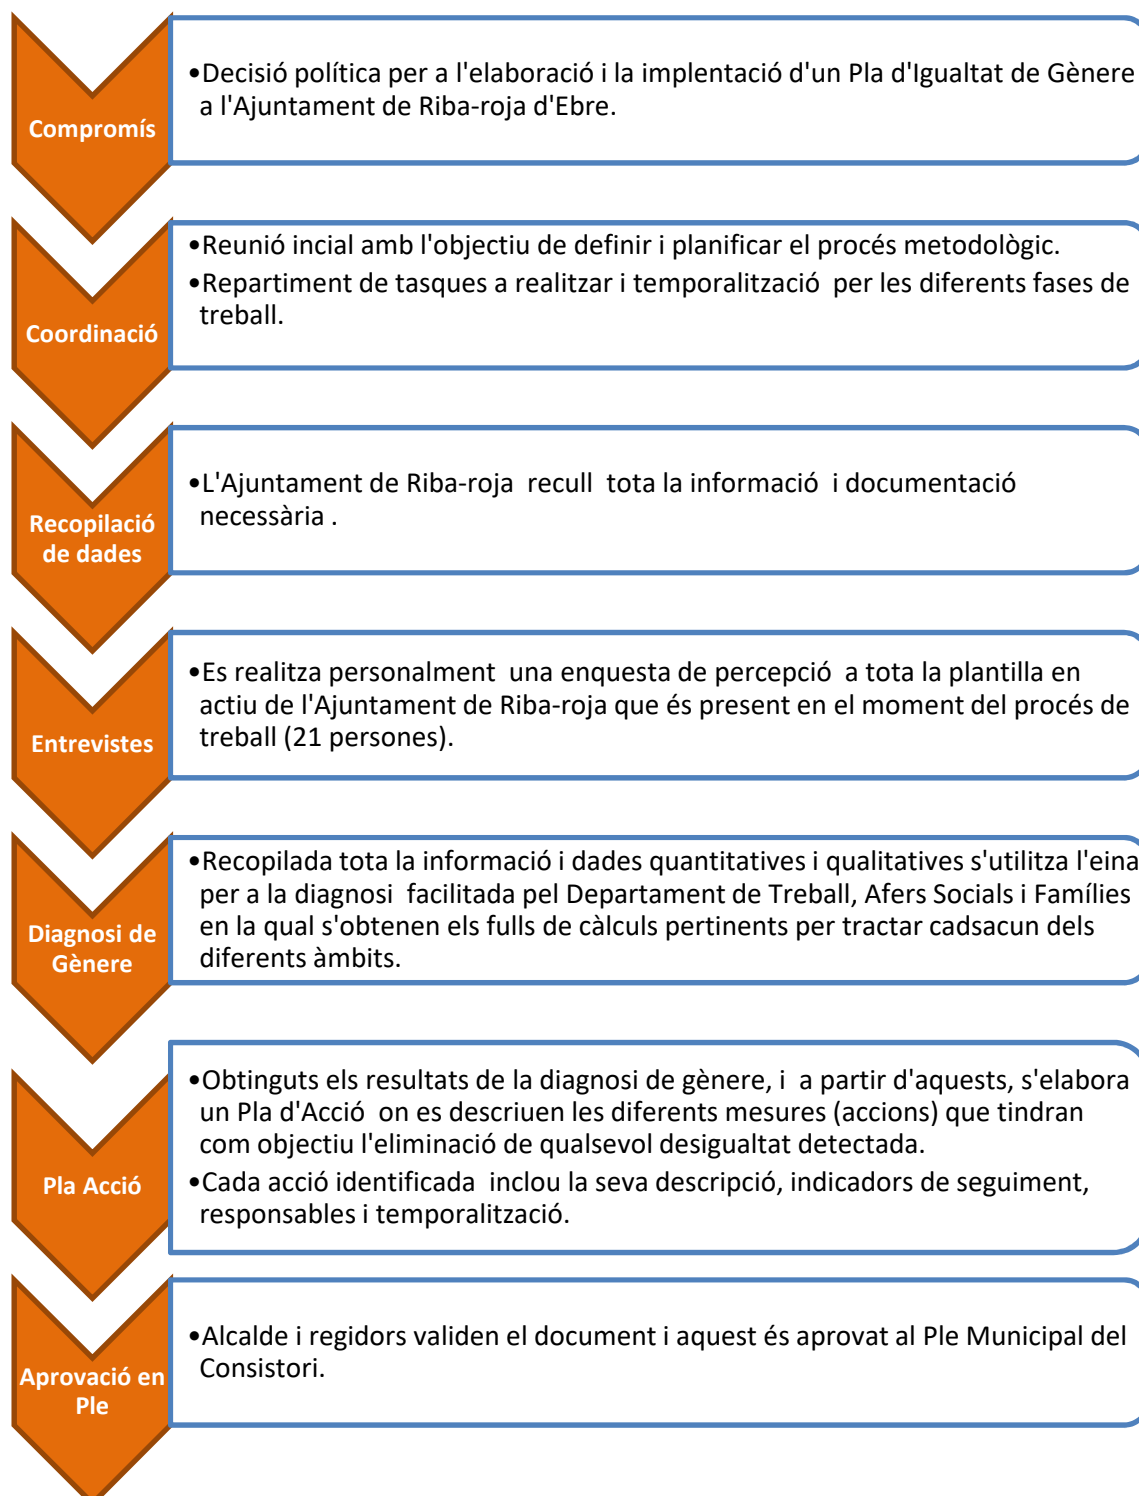 Compromís
•Decisió política per a l'elaboració i la implentació d'un Pla d'Igualtat de Gènere
a l'Ajuntament de Riba-roja d'Ebre.
Coordinació
•Reunió incial amb l'objectiu de definir i planificar el procés metodològic.
•Repartiment de tasques a realitzar i temporalització per les diferents fases de
treball.
Recopilació
de dades
•L'Ajuntament de Riba-roja recull tota la informació i documentació
necessària .
Entrevistes
•Es realitza personalment una enquesta de percepció a tota la plantilla en
actiu de l'Ajuntament de Riba-roja que és present en el moment del procés de
treball (21 persones).
Diagnosi de
Gènere
•Recopilada tota la informació i dades quantitatives i qualitatives s'utilitza l'eina
per a la diagnosi facilitada pel Departament de Treball, Afers Socials i Famílies
en la qual s'obtenen els fulls de càlculs pertinents per tractar cadsacun dels
diferents àmbits.
Pla Acció
•Obtinguts els resultats de la diagnosi de gènere, i a partir d'aquests, s'elabora
un Pla d'Acció on es descriuen les diferents mesures (accions) que tindran
com objectiu l'eliminació de qualsevol desigualtat detectada.
•Cada acció identificada inclou la seva descripció, indicadors de seguiment,
responsables i temporalització.
Aprovació en
Ple
•Alcalde i regidors validen el document i aquest és aprovat al Ple Municipal del
Consistori.